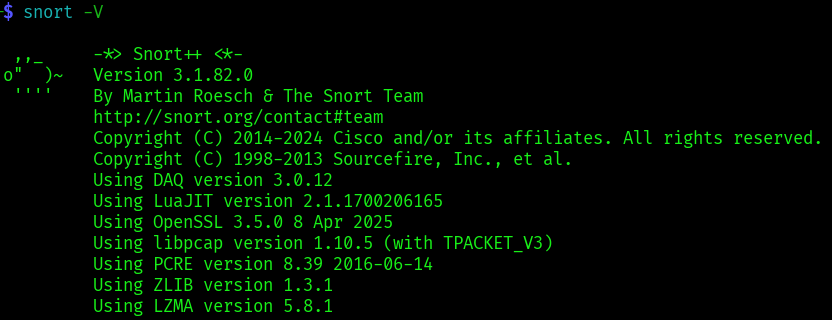 $ snort -V
,,_     -*> Snort++ <*-
o"  )~   Version 3.1.82.0
''''    By Martin Roesch & The Snort Team
http://snort.org/contact#team
Copyright (C) 2014-2024 Cisco and/or its affiliates. All rights reserved.
Copyright (C) 1998-2013 Sourcefire, Inc., et al.
Using DAQ version 3.0.12
Using LuaJIT version 2.1.1700206165
Using OpenSSL 3.5.0 8 Apr 2025
Using libpcap version 1.10.5 (with TPACKET_V3)
Using PCRE version 8.39 2016-06-14
Using ZLIB version 1.3.1
Using LZMA version 5.8.1